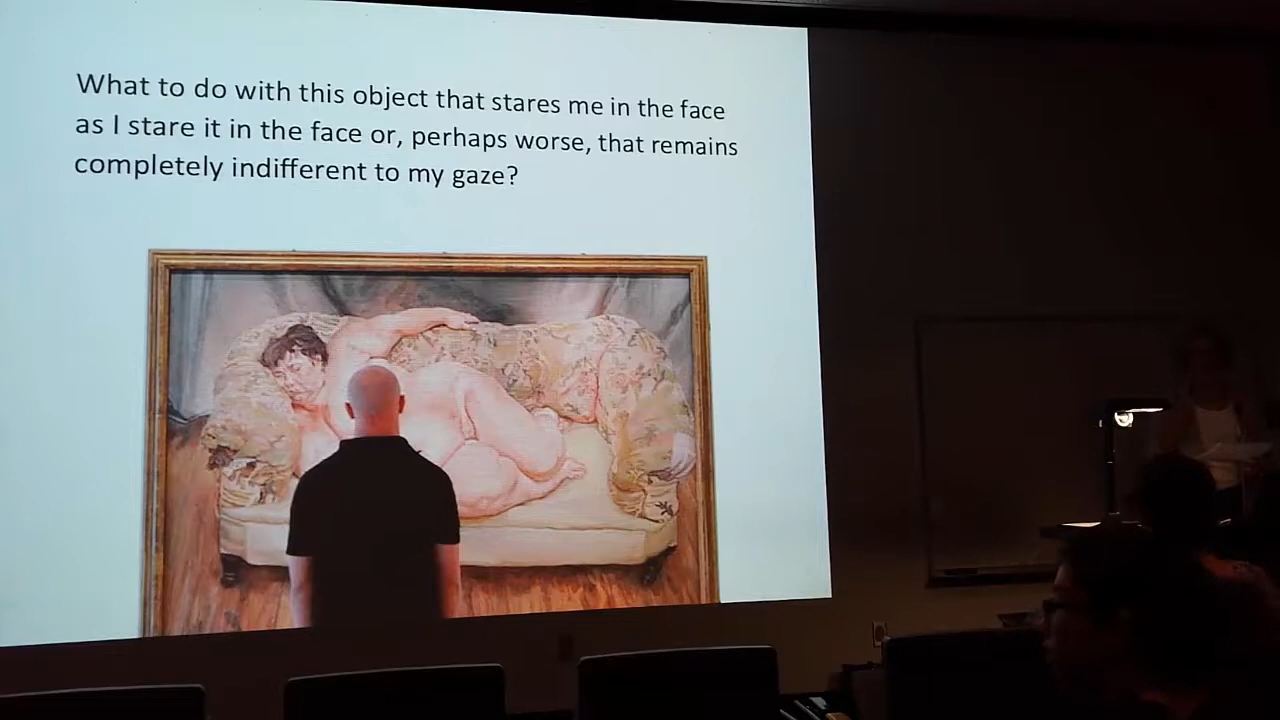 What to do with this object that stares me in the face
as I stare it in the face or, perhaps worse, that remains
completely indifferent to my gaze?